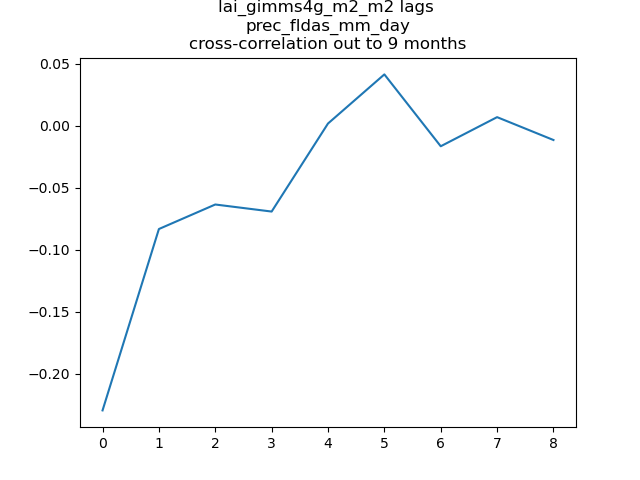 lai_gimms4g_m2_m2 lags
prec_fldas_mm_day
cross-correlation out to 9 months
0.05
0.00
−0.05
−0.10
−0.15
−0.20
0 1 2 3 4 5 6 7 8